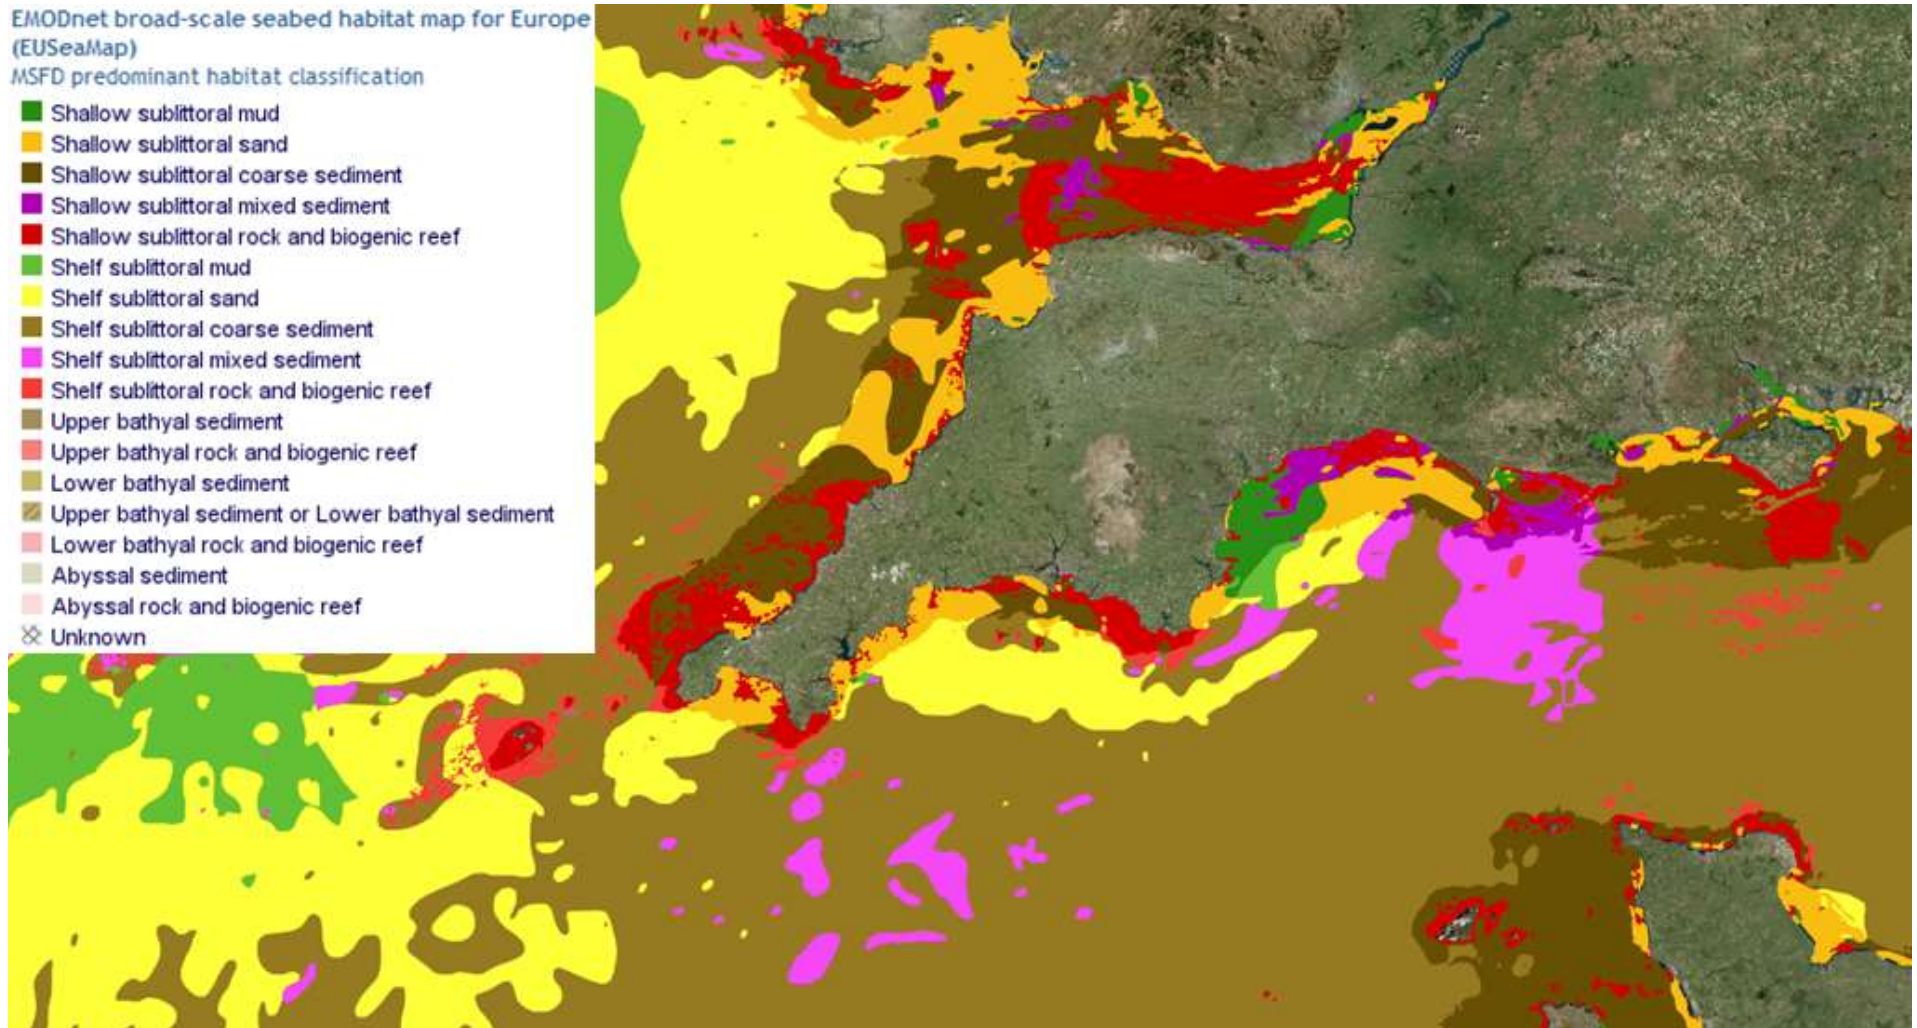 EMODnet broad-scale seabed habitat map for Europe
(EUSeaMap)
MSFD predominant habitat classification
Shallow sublittoral mud
Shallow sublittoral sand
Shallow sublittoral coarse sediment
Shallow sublittoral mixed sediment
Shallow sublittoral rock and biogenic reef
Shelf sublittoral mud
Shelf sublittoral sand
Shelf sublittoral coarse sediment
Shelf sublittoral mixed sediment
Shelf sublittoral rock and biogenic reef
Upper bathyal sediment
Upper bathyal rock and biogenic reef
Lower bathyal sediment
Upper bathyal sediment or Lower bathyal sediment
Lower bathyal rock and biogenic reef
Abyssal sediment
Abyssal rock and biogenic reef
Unknown